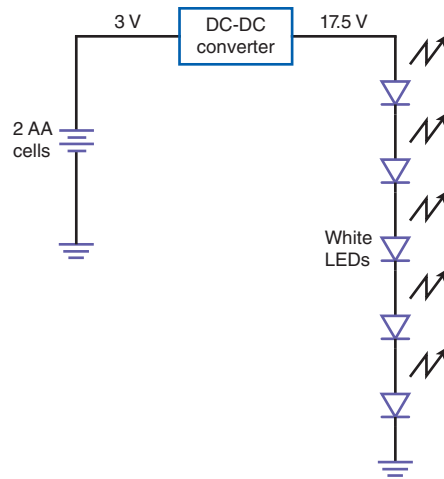 3 V
DC-DC
converter
17.5 V
2 AA
cells
White
LEDs